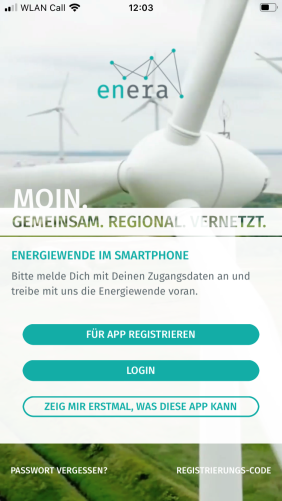 WLAN Call 12:03
enera
MOIN.
GEMEINSAM. REGIONAL. VERNETZT.
ENERGIEWENDE IM SMARTPHONE
Bitte melde Dich mit Deinen Zugangsdaten an und
treibe mit uns die Energiewende voran.
FÜR APP REGISTRIEREN
LOGIN
ZEIG MIR ERSTMAL, WAS DIESE APP KANN
PASSWORT VERGESSEN? REGISTRIERUNGS-CODE